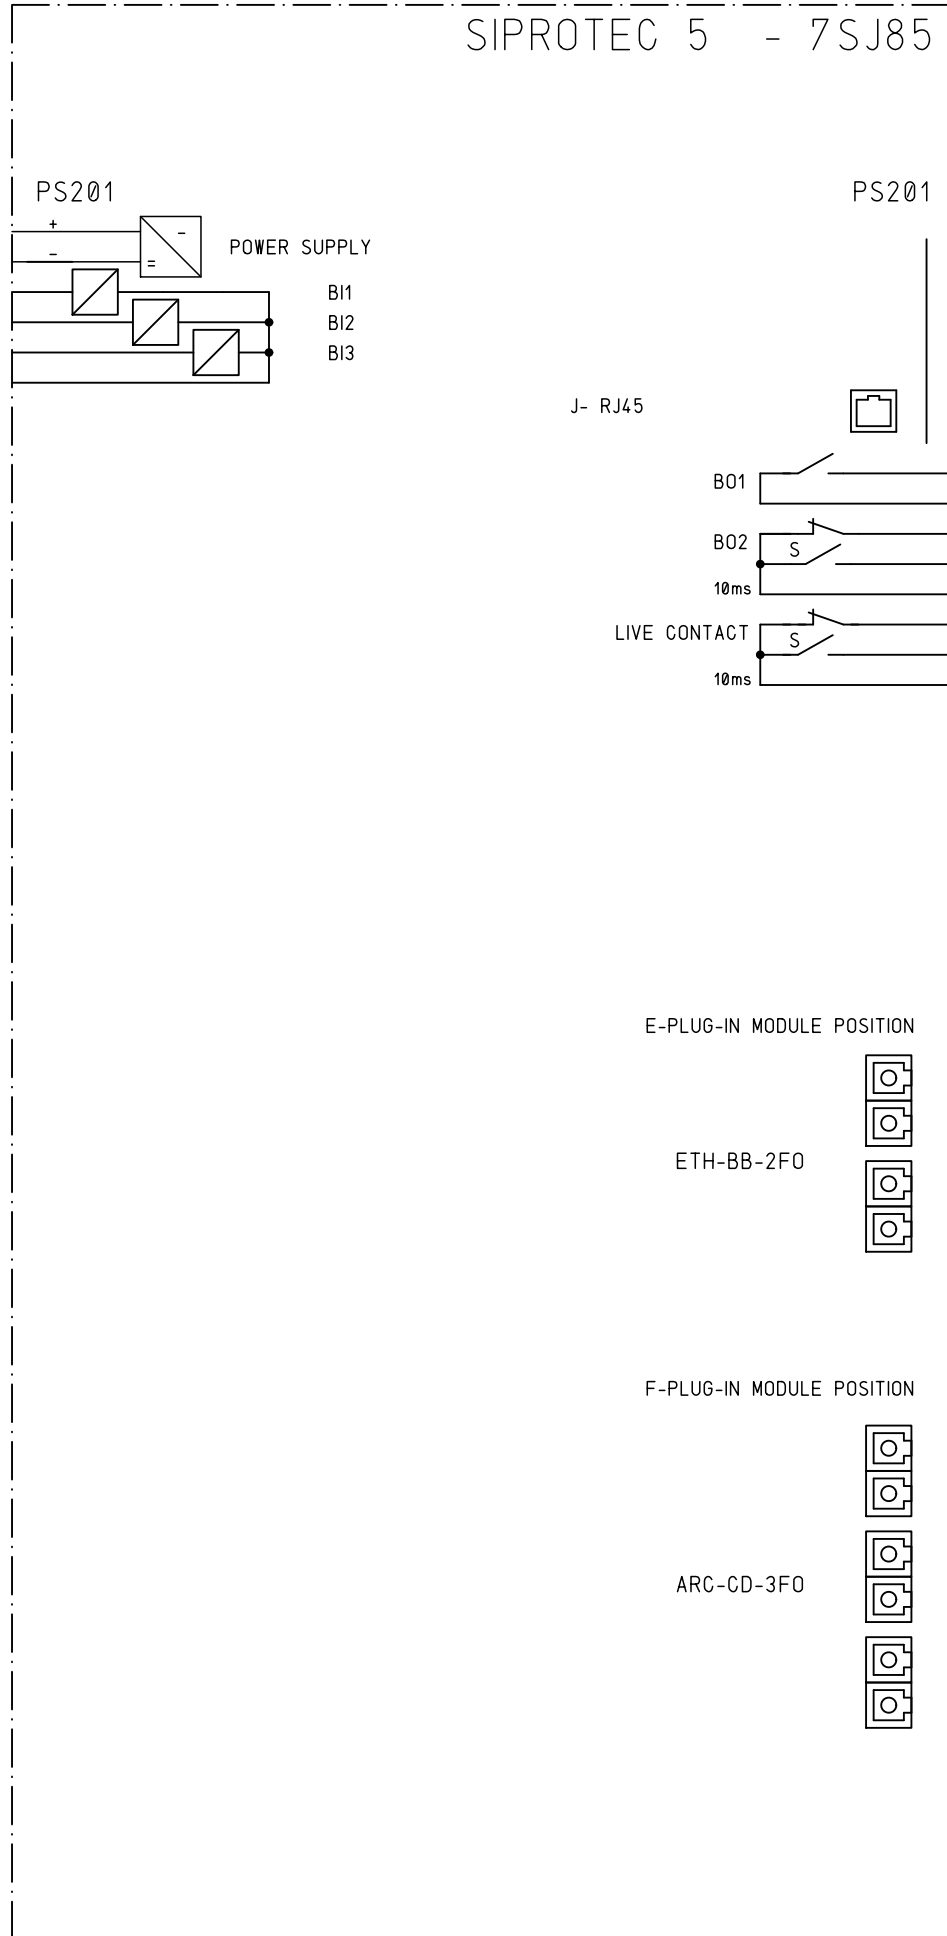 SIPROTEC 5 - 7SJ85
PS201
PS201
+
-
-
=
POWER SUPPLY
BI1
BI2
BI3
J- RJ45
BO1
BO2
S
10ms
LIVE CONTACT
S
10ms
E-PLUG-IN MODULE POSITION
ETH-BB-2FO
F-PLUG-IN MODULE POSITION
ARC-CD-3FO